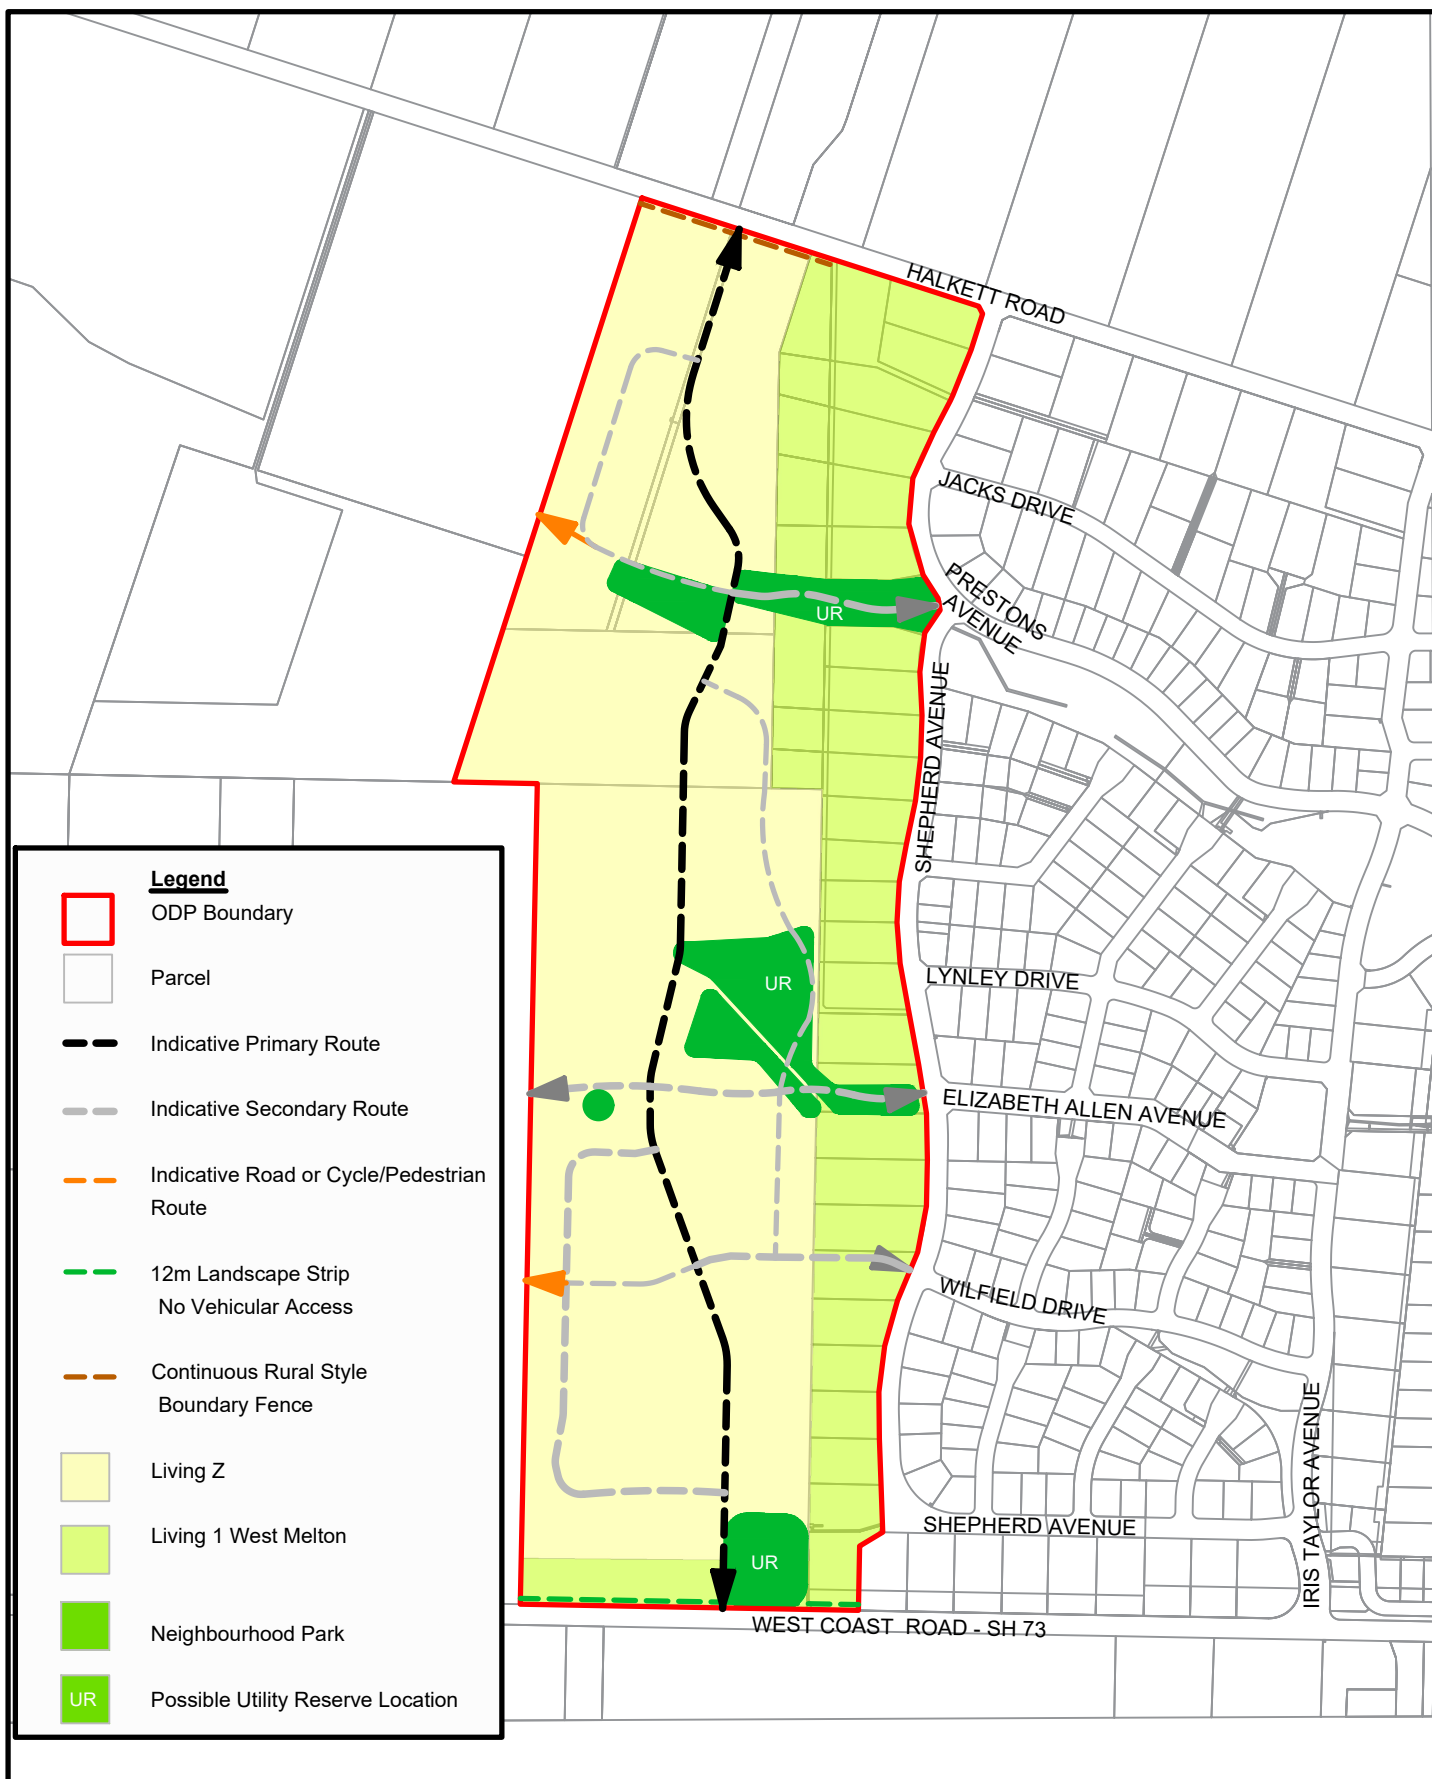 HALKETT ROAD
JACKS DRIVE
PRESTONS
AVENUE
UR
SHEPHERD AVENUE
LYNLEY DRIVE
UR
ELIZABETH ALLEN AVENUE
WILFIELD DRIVE
IRIS TAYLOR AVENUE
SHEPHERD AVENUE
UR
WEST COAST ROAD - SH 73
Legend
ODP Boundary
Parcel
Indicative Primary Route
Indicative Secondary Route
Indicative Road or Cycle/Pedestrian
Route
12m Landscape Strip
No Vehicular Access
Continuous Rural Style
Boundary Fence
Living Z
Living 1 West Melton
Neighbourhood Park
UR
Possible Utility Reserve Location